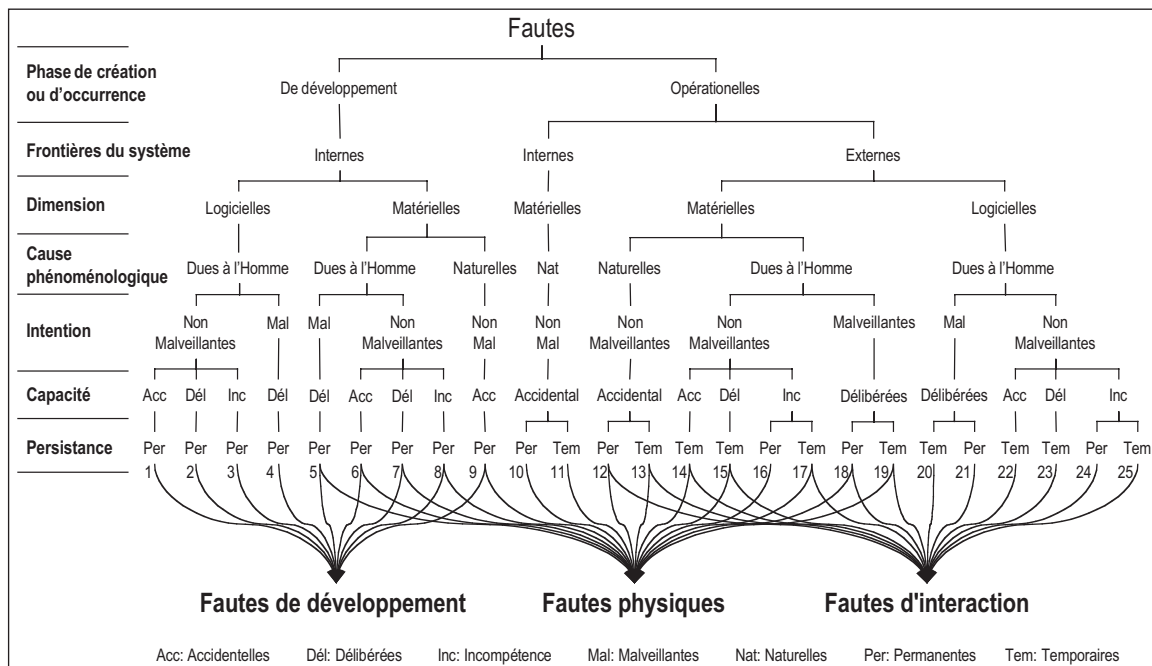 Fautes
Phase de création
ou d'occurrence
De développement
Opérationelles
Frontières du système
Internes
Internes
Externes
Dimension
Logicielles
Matérielles
Matérielles
Matérielles
Logicielles
Cause
phénoménologique
Dues à l'Homme
Dues à l'Homme
Naturelles
Nat
Naturelles
Dues à l'Homme
Dues à l'Homme
Intention
Non
Malveillantes
Mal
Mal
Non
Malveillantes
Non
Mal
Non
Mal
Non
Malveillantes
Non
Malveillantes
Malveillantes
Mal
Non
Malveillantes
Capacité
Acc Dél Inc Dél Dél Acc Dél Inc Acc Accidental Accidental Acc Dél Inc Délibérées Délibérées Acc Dél Inc
Persistance
Per Per Per Per Per Per Per Per Per Per Tem Per Tem Tem Tem Per Tem Per Tem Tem Per Tem Tem Per Tem
1 2 3 4 5 6 7 8 9 10 11 12 13 14 15 16 17 18 19 20 21 22 23 24 25
Fautes de développement
Fautes physiques
Fautes d'interaction
Acc: Accidentelles Dél: Délibérées Inc: Incompétence Mal: Malveillantes Nat: Naturelles Per: Permanentes Tem: Temporaires